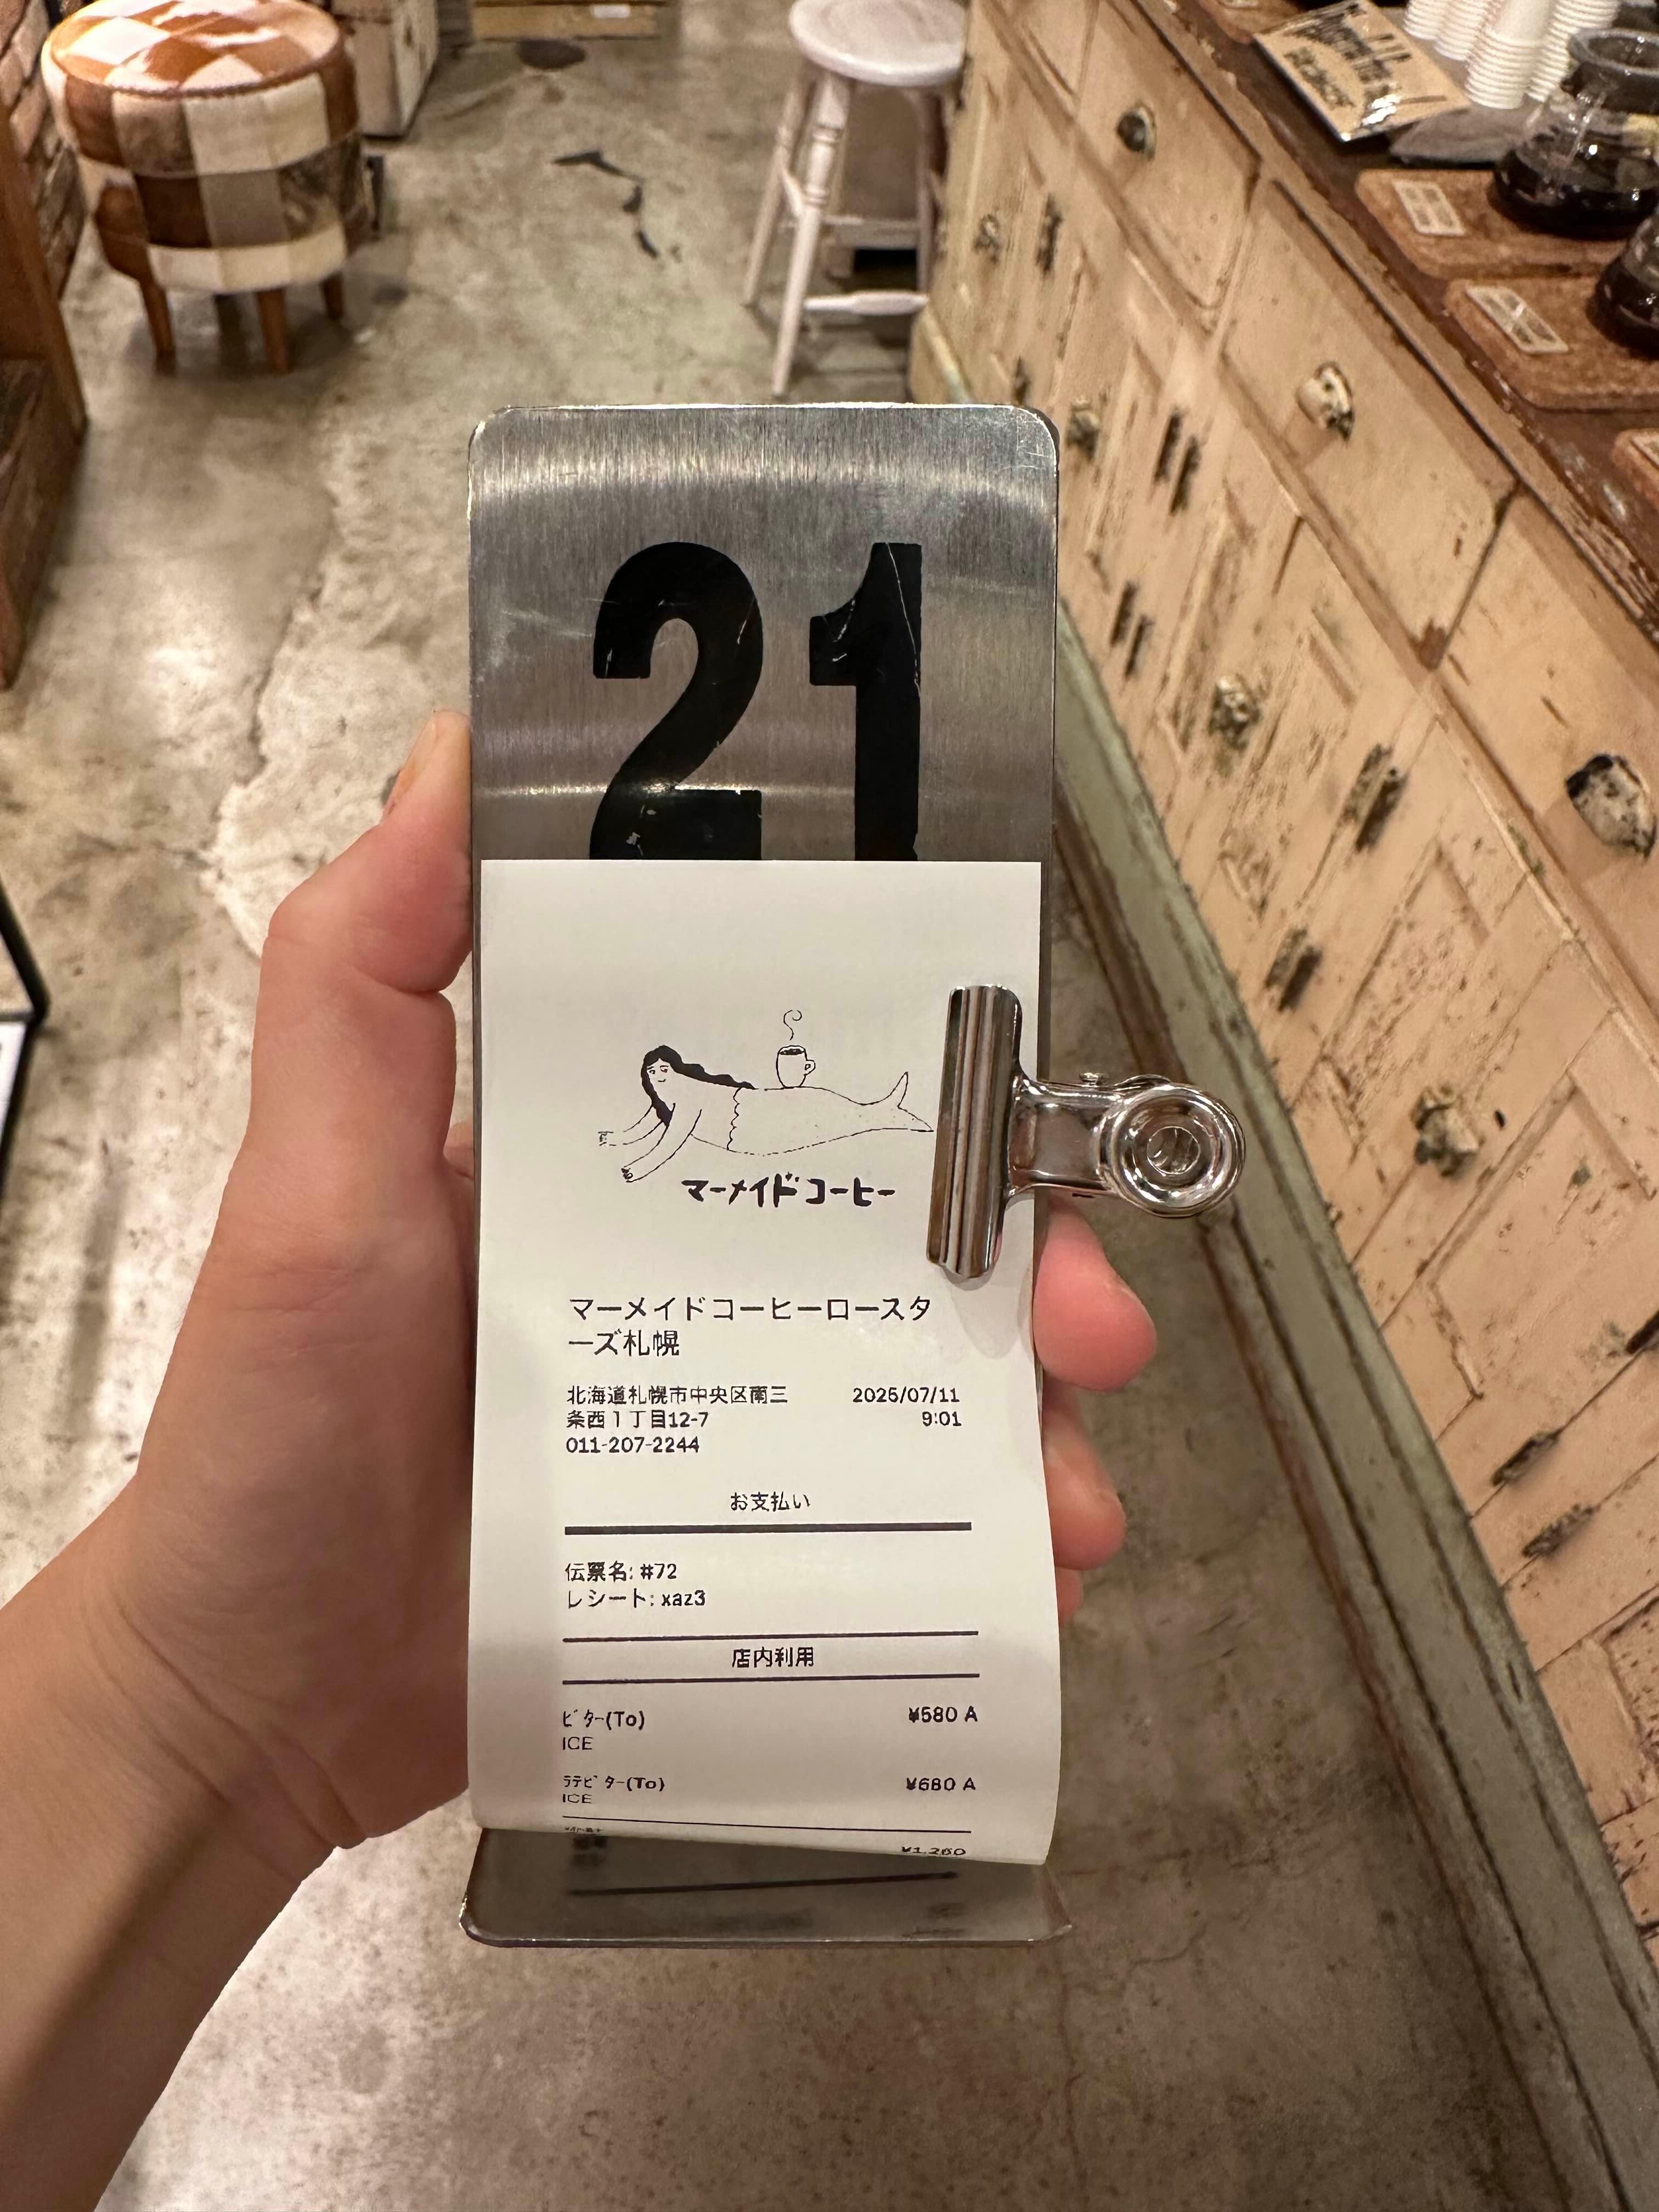 21
マーメイドコーヒー
マーメイドコーヒーロースタ
ーズ札幌
北海道札幌市中央区南三
2025/07/11
条西1丁目12-7
9:01
011-207-2244
お支払い
伝票名: #72
レシート: xaz3
店内利用
ビター(To)
¥580 A
ICE
ラテビター(To)
¥680 A
ICE
¥1,260